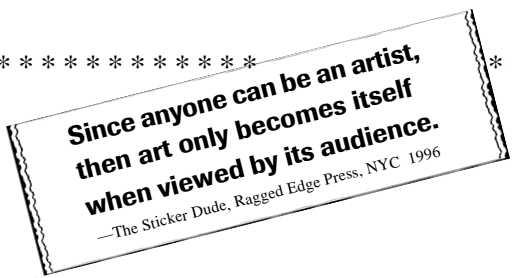 * * * * * * * * * * * * *
Since anyone can be an artist,
then art only becomes itself
when viewed by its audience.
—The Sticker Dude, Ragged Edge Press, NYC 1996